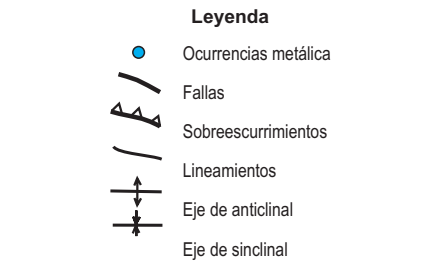 Leyenda
Ocurrencias metálica
Fallas
Sobreescurrimientos
Lineamientos
Eje de anticlinal
Eje de sinclinal